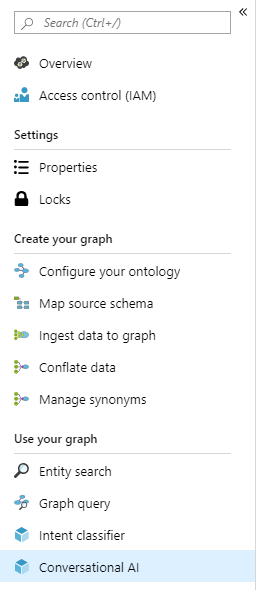 Search (Ctrl+/)
«
Overview
Access control (IAM)
Settings
Properties
Locks
Create your graph
Configure your ontology
Map source schema
Ingest data to graph
Conflate data
Manage synonyms
Use your graph
Entity search
Graph query
Intent classifier
Conversational AI